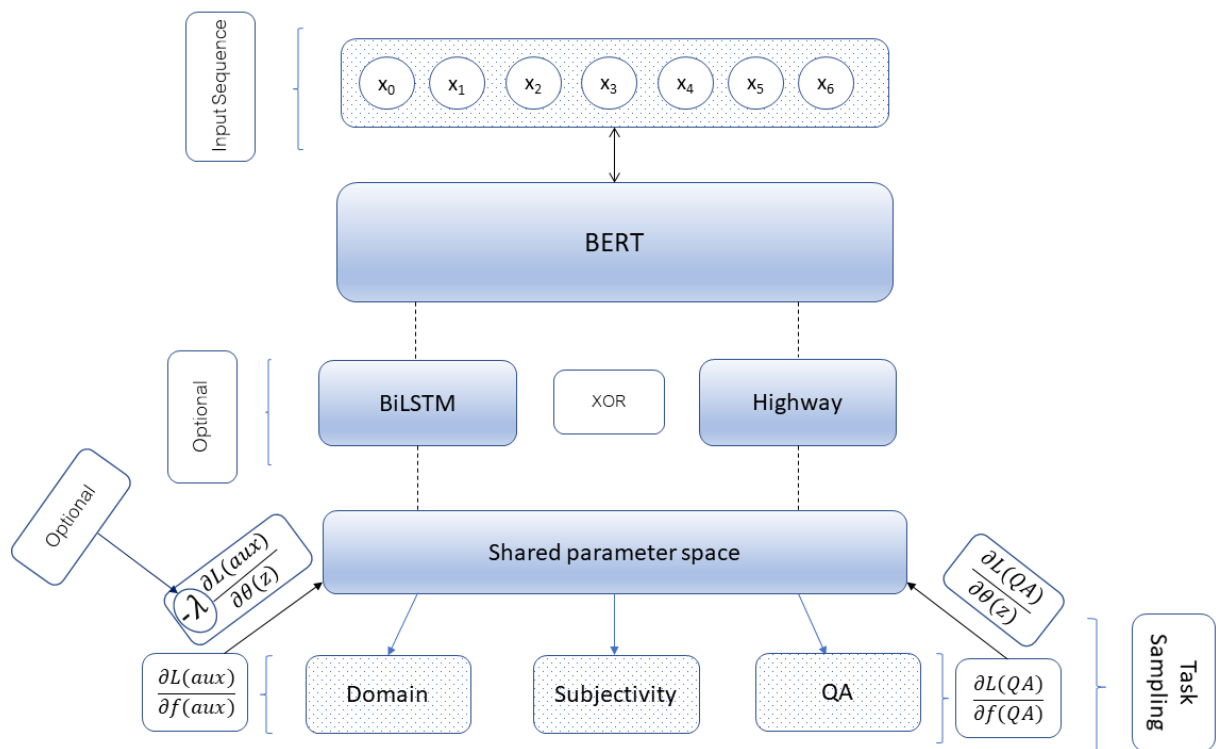 Input Sequence
x0 x1 x2 x3 x4 x5 x6
BERT
Optional
BiLSTM
XOR
Highway
Optional
Shared parameter space
-λ ∂L(aux)
∂θ(z)
∂L(QA)
∂θ(z)
∂L(aux)
∂f(aux)
Domain
Subjectivity
QA
∂L(QA)
∂f(QA)
Task
Sampling